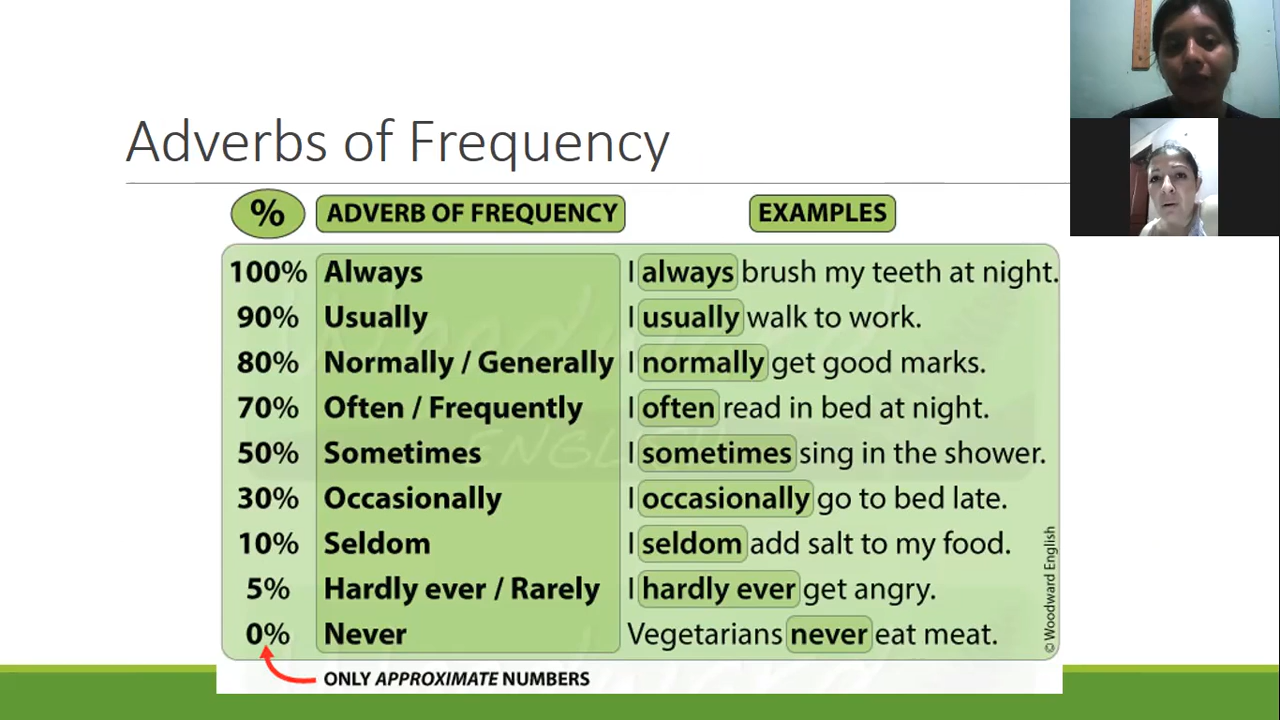 Adverbs of Frequency
% ADVERB OF FREQUENCY EXAMPLES
100% Always I always brush my teeth at night.
90% Usually I usually walk to work.
80% Normally / Generally I normally get good marks.
70% Often / Frequently I often read in bed at night.
50% Sometimes I sometimes sing in the shower.
30% Occasionally I occasionally go to bed late.
10% Seldom I seldom add salt to my food.
5% Hardly ever / Rarely I hardly ever get angry.
0% Never Vegetarians never eat meat.
© Woodward English
ONLY APPROXIMATE NUMBERS